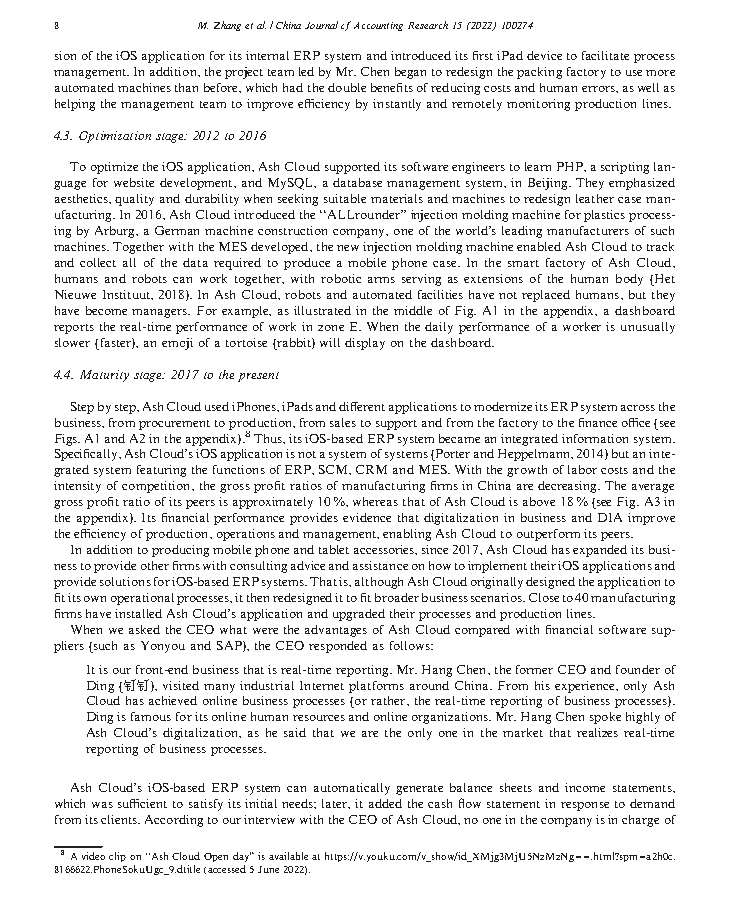 8
M. Zhang et al. / China Journal of Accounting Research 15 (2022) 100274
sion of the iOS application for its internal ERP system and introduced its first iPad device to facilitate process
management. In addition, the project team led by Mr. Chen began to redesign the packing factory to use more
automated machines than before, which had the double benefits of reducing costs and human errors, as well as
helping the management team to improve efficiency by instantly and remotely monitoring production lines.
4.3. Optimization stage: 2012 to 2016
To optimize the iOS application, Ash Cloud supported its software engineers to learn PHP, a scripting lan-
guage for website development, and MySQL, a database management system, in Beijing. They emphasized
aesthetics, quality and durability when seeking suitable materials and machines to redesign leather case man-
ufacturing. In 2016, Ash Cloud introduced the “ALLrounder” injection molding machine for plastics process-
ing by Arburg, a German machine construction company, one of the world’s leading manufacturers of such
machines. Together with the MES developed, the new injection molding machine enabled Ash Cloud to track
and collect all of the data required to produce a mobile phone case. In the smart factory of Ash Cloud,
humans and robots can work together, with robotic arms serving as extensions of the human body (Het
Nieuwe Instituut, 2018). In Ash Cloud, robots and automated facilities have not replaced humans, but they
have become managers. For example, as illustrated in the middle of Fig. A1 in the appendix, a dashboard
reports the real-time performance of work in zone E. When the daily performance of a worker is unusually
slower (faster), an emoji of a tortoise (rabbit) will display on the dashboard.
4.4. Maturity stage: 2017 to the present
Step by step, Ash Cloud used iPhones, iPads and different applications to modernize its ERP system across the
business, from procurement to production, from sales to support and from the factory to the finance office (see
Figs. A1 and A2 in the appendix).8 Thus, its iOS-based ERP system became an integrated information system.
Specifically, Ash Cloud’s iOS application is not a system of systems (Porter and Heppelmann, 2014) but an inte-
grated system featuring the functions of ERP, SCM, CRM and MES. With the growth of labor costs and the
intensity of competition, the gross profit ratios of manufacturing firms in China are decreasing. The average
gross profit ratio of its peers is approximately 10 %, whereas that of Ash Cloud is above 18 % (see Fig. A3 in
the appendix). Its financial performance provides evidence that digitalization in business and D1A improve
the efficiency of production, operations and management, enabling Ash Cloud to outperform its peers.
In addition to producing mobile phone and tablet accessories, since 2017, Ash Cloud has expanded its busi-
ness to provide other firms with consulting advice and assistance on how to implement their iOS applications and
provide solutions for iOS-based ERP systems. That is, although Ash Cloud originally designed the application to
fit its own operational processes, it then redesigned it to fit broader business scenarios. Close to 40 manufacturing
firms have installed Ash Cloud’s application and upgraded their processes and production lines.
When we asked the CEO what were the advantages of Ash Cloud compared with financial software sup-
pliers (such as Yonyou and SAP), the CEO responded as follows:
It is our front-end business that is real-time reporting. Mr. Hang Chen, the former CEO and founder of
Ding (钉钉), visited many industrial Internet platforms around China. From his experience, only Ash
Cloud has achieved online business processes (or rather, the real-time reporting of business processes).
Ding is famous for its online human resources and online organizations. Mr. Hang Chen spoke highly of
Ash Cloud’s digitalization, as he said that we are the only one in the market that realizes real-time
reporting of business processes.
Ash Cloud’s iOS-based ERP system can automatically generate balance sheets and income statements,
which was sufficient to satisfy its initial needs; later, it added the cash flow statement in response to demand
from its clients. According to our interview with the CEO of Ash Cloud, no one in the company is in charge of
8 A video clip on “Ash Cloud Open day” is available at https://v.youku.com/v_show/id_XMjg3MjU5NzMzNg==.html?spm=a2h0c.
8166622.PhoneSokuUgc_9.dtitle (accessed 5 June 2022).